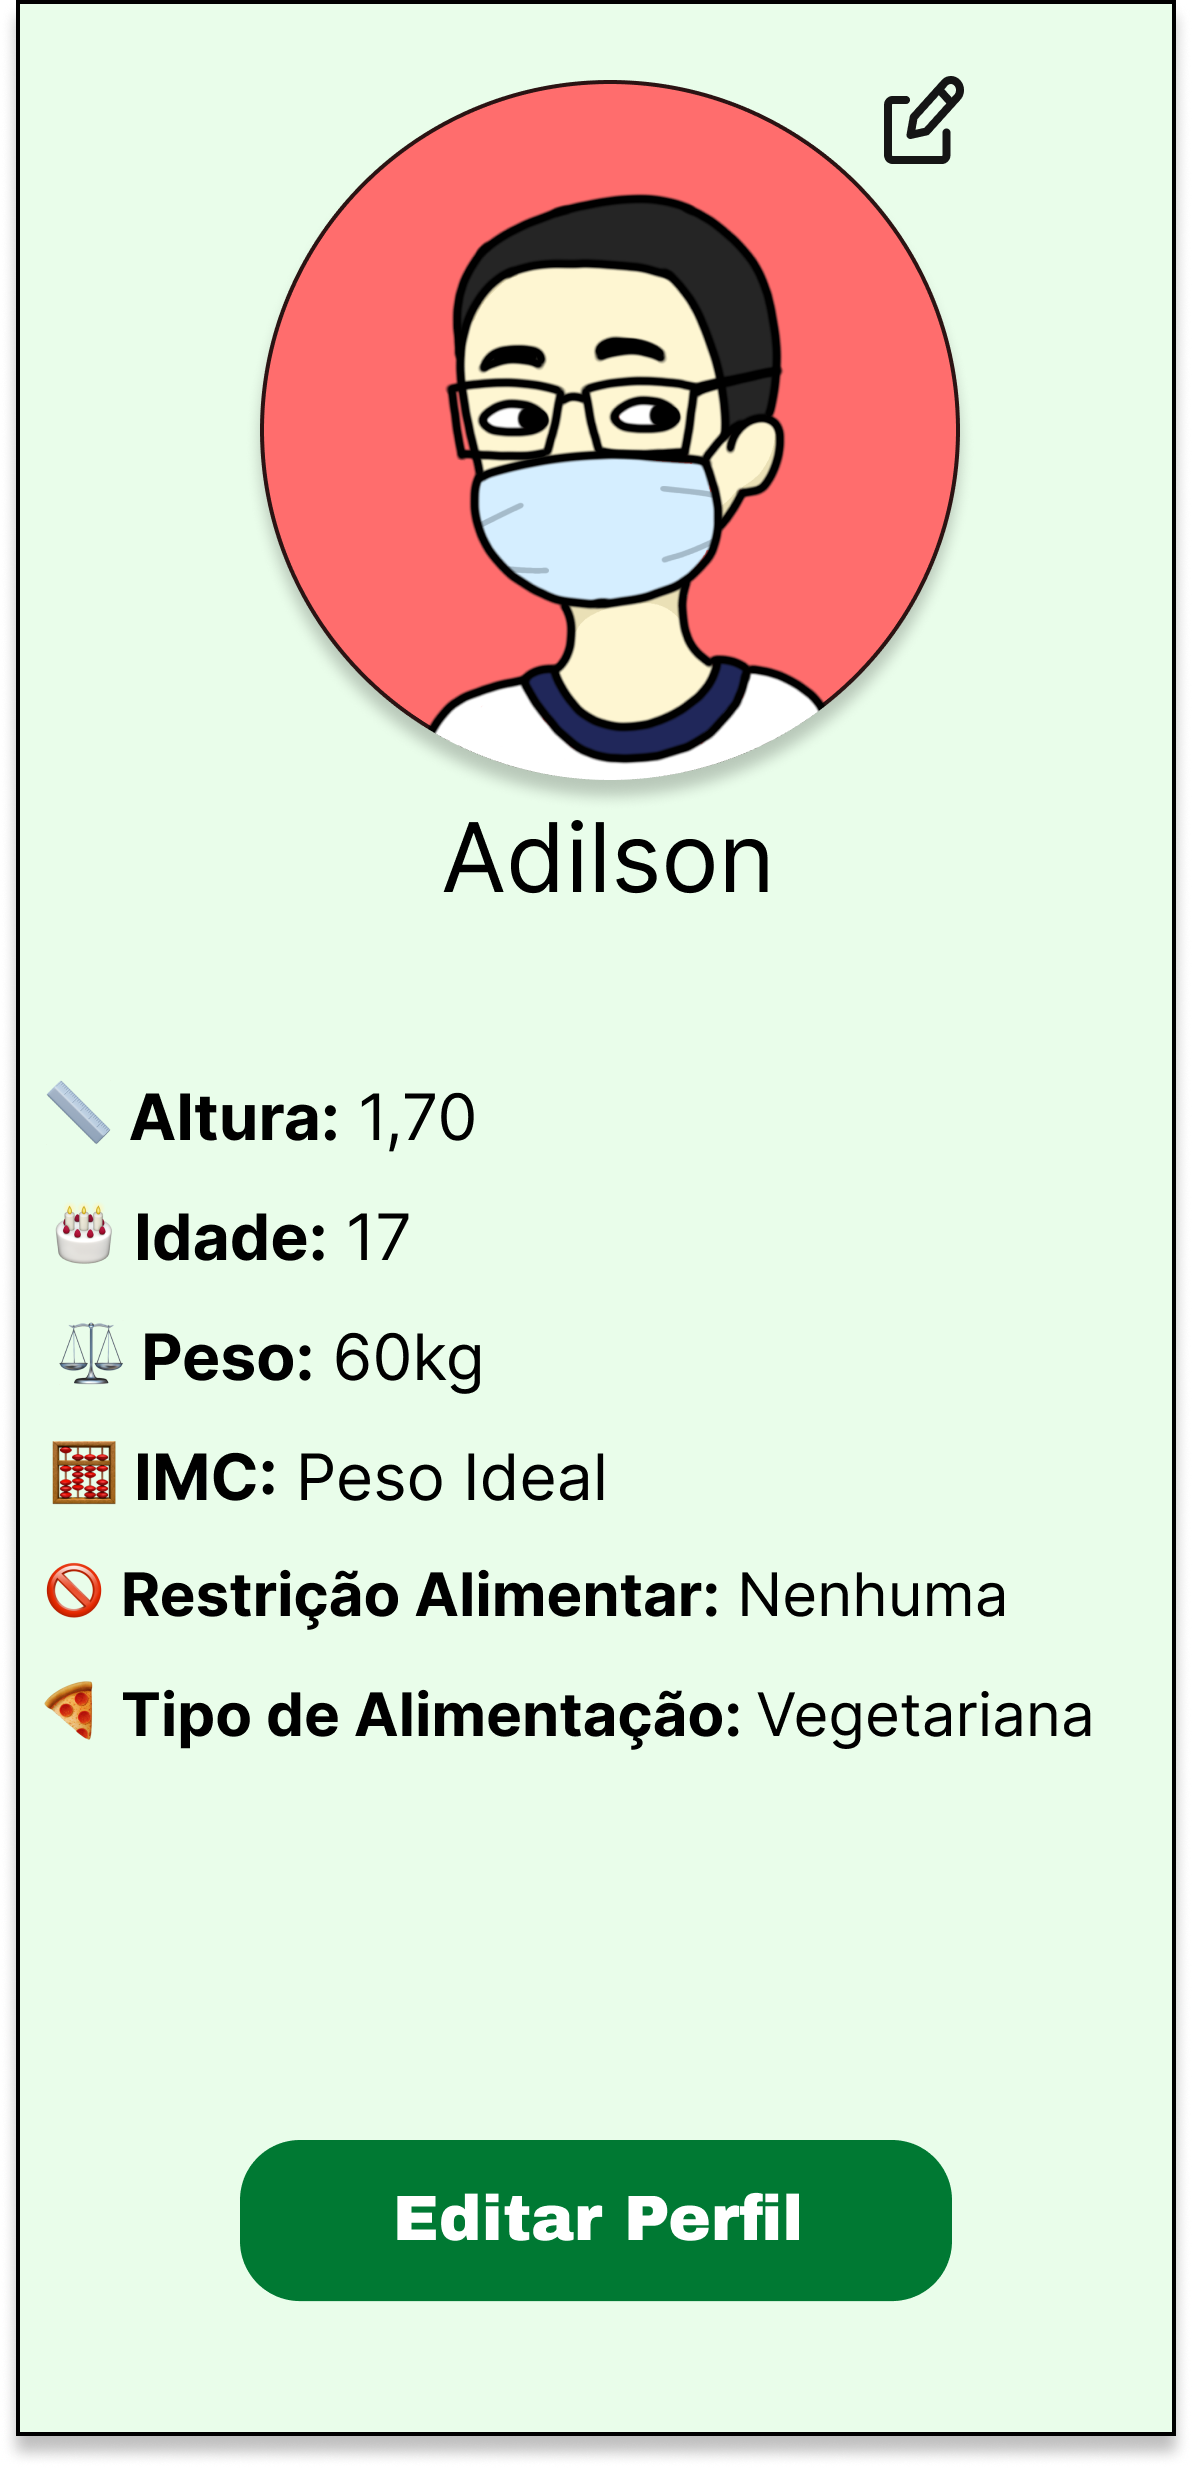 Adilson
Altura: 1,70
Idade: 17
Peso: 60kg
IMC: Peso Ideal
Restrição Alimentar: Nenhuma
Tipo de Alimentação: Vegetariana
Editar Perfil